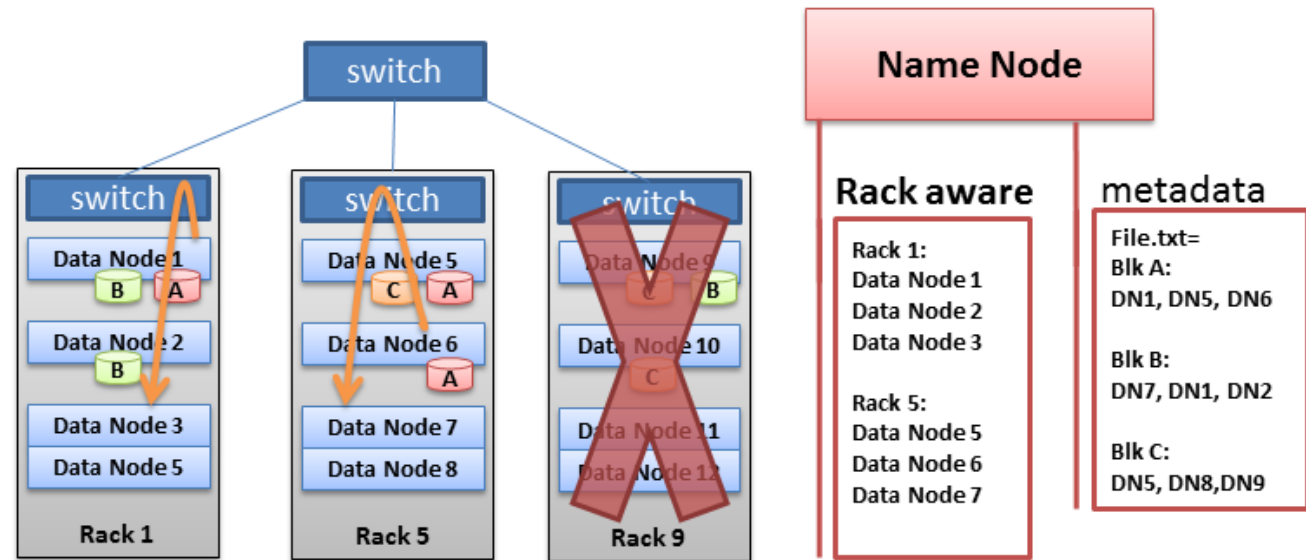 switch
switch
Data Node 1
B
A
Data Node 2
B
Data Node 3
Data Node 5
Rack 1
switch
Data Node 5
C
A
Data Node 6
A
Data Node 7
Data Node 8
Rack 5
switch
Data Node 9
C
B
Data Node 10
C
Data Node 11
Data Node 12
Rack 9
Name Node
Rack aware
Rack 1:
Data Node 1
Data Node 2
Data Node 3
Rack 5:
Data Node 5
Data Node 6
Data Node 7
metadata
File.txt=
Blk A:
DN1, DN5, DN6
Blk B:
DN7, DN1, DN2
Blk C:
DN5, DN8,DN9